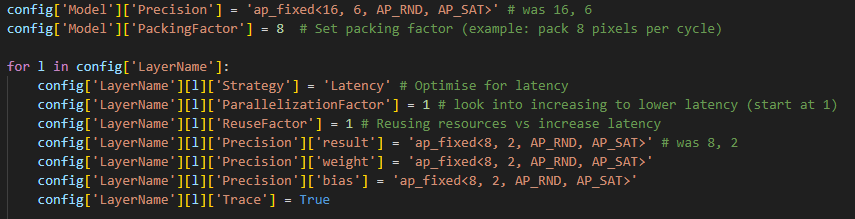 config['Model']['Precision'] = 'ap_fixed<16, 6, AP_RND, AP_SAT>' # was 16, 6
config['Model']['PackingFactor'] = 8  # Set packing factor (example: pack 8 pixels per cycle)
for l in config['LayerName']:
    config['LayerName'][l]['Strategy'] = 'Latency' # Optimise for latency
    config['LayerName'][l]['ParallelizationFactor'] = 1 # look into increasing to lower latency (start at 1)
    config['LayerName'][l]['ReuseFactor'] = 1 # Reusing resources vs increase latency
    config['LayerName'][l]['Precision']['result'] = 'ap_fixed<8, 2, AP_RND, AP_SAT>' # was 8, 2
    config['LayerName'][l]['Precision']['weight'] = 'ap_fixed<8, 2, AP_RND, AP_SAT>'
    config['LayerName'][l]['Precision']['bias'] = 'ap_fixed<8, 2, AP_RND, AP_SAT>'
    config['LayerName'][l]['Trace'] = True